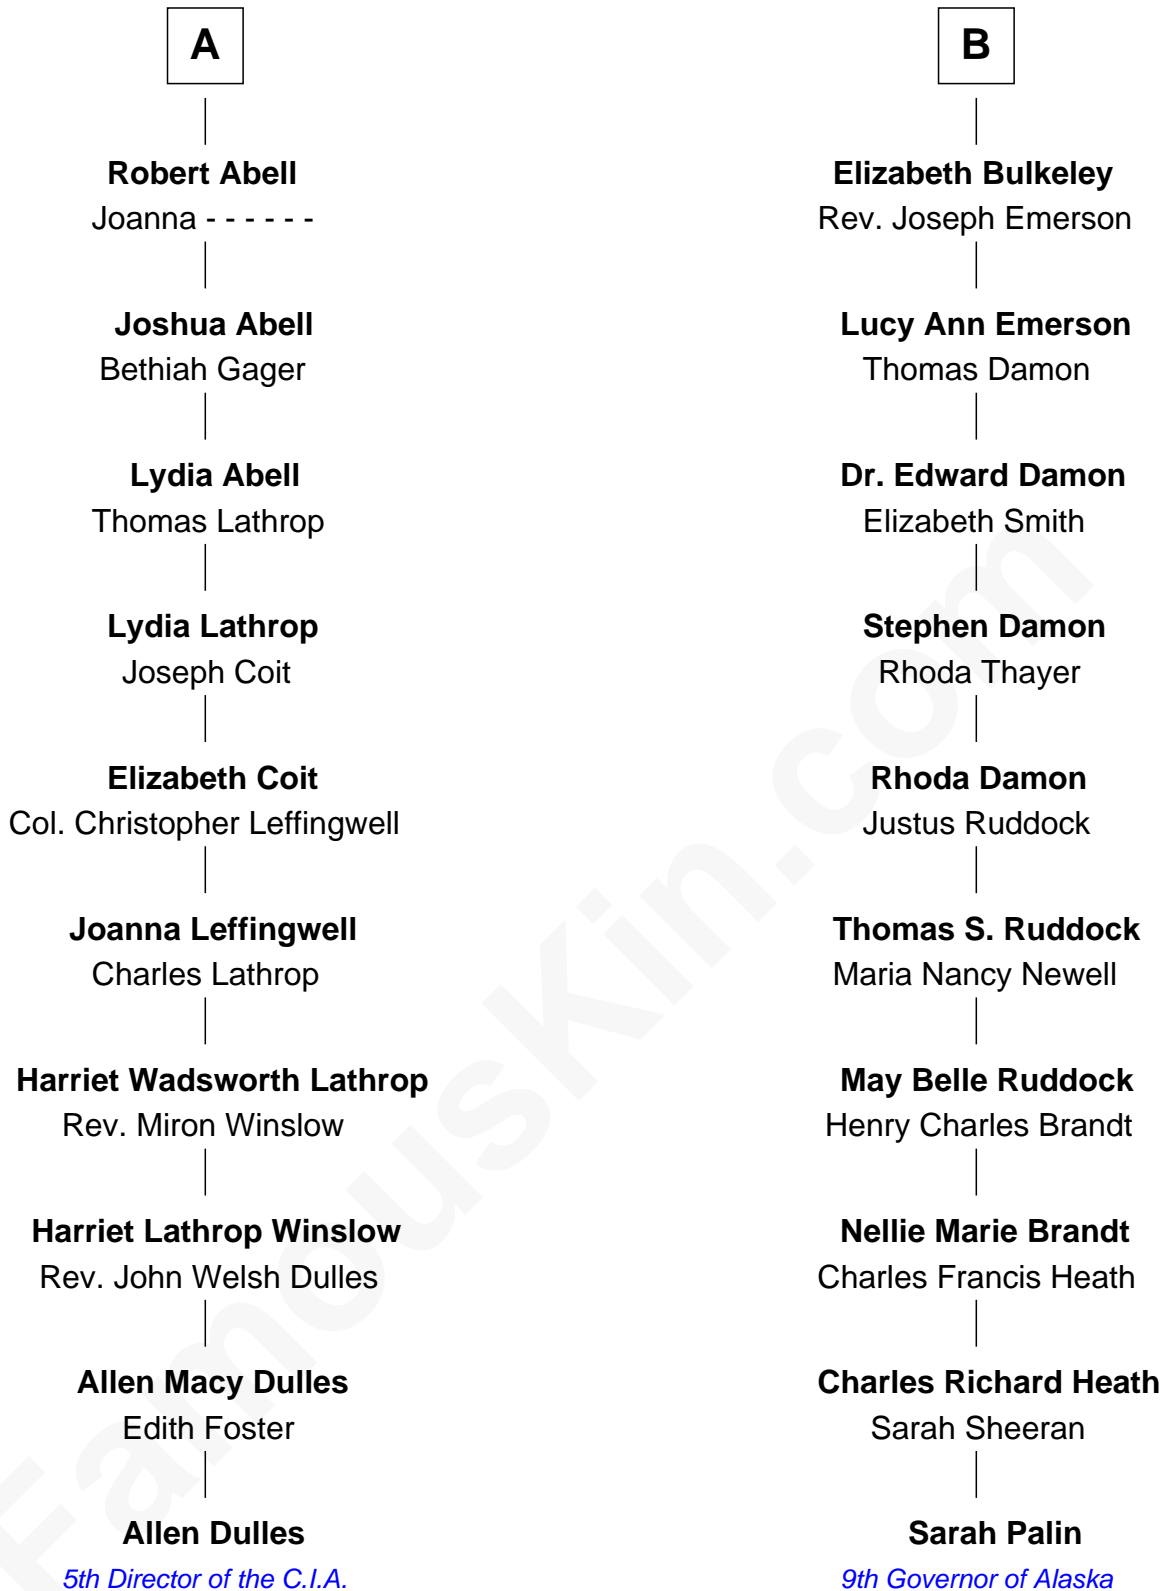 A
Robert Abell
Joanna - - - - - -
Joshua Abell
Bethiah Gager
Lydia Abell
Thomas Lathrop
Lydia Lathrop
Joseph Coit
Elizabeth Coit
Col. Christopher Leffingwell
Joanna Leffingwell
Charles Lathrop
Harriet Wadsworth Lathrop
Rev. Miron Winslow
Harriet Lathrop Winslow
Rev. John Welsh Dulles
Allen Macy Dulles
Edith Foster
Allen Dulles
5th Director of the C.I.A.
B
Elizabeth Bulkeley
Rev. Joseph Emerson
Lucy Ann Emerson
Thomas Damon
Dr. Edward Damon
Elizabeth Smith
Stephen Damon
Rhoda Thayer
Rhoda Damon
Justus Ruddock
Thomas S. Ruddock
Maria Nancy Newell
May Belle Ruddock
Henry Charles Brandt
Nellie Marie Brandt
Charles Francis Heath
Charles Richard Heath
Sarah Sheeran
Sarah Palin
9th Governor of Alaska
FamousKin.com